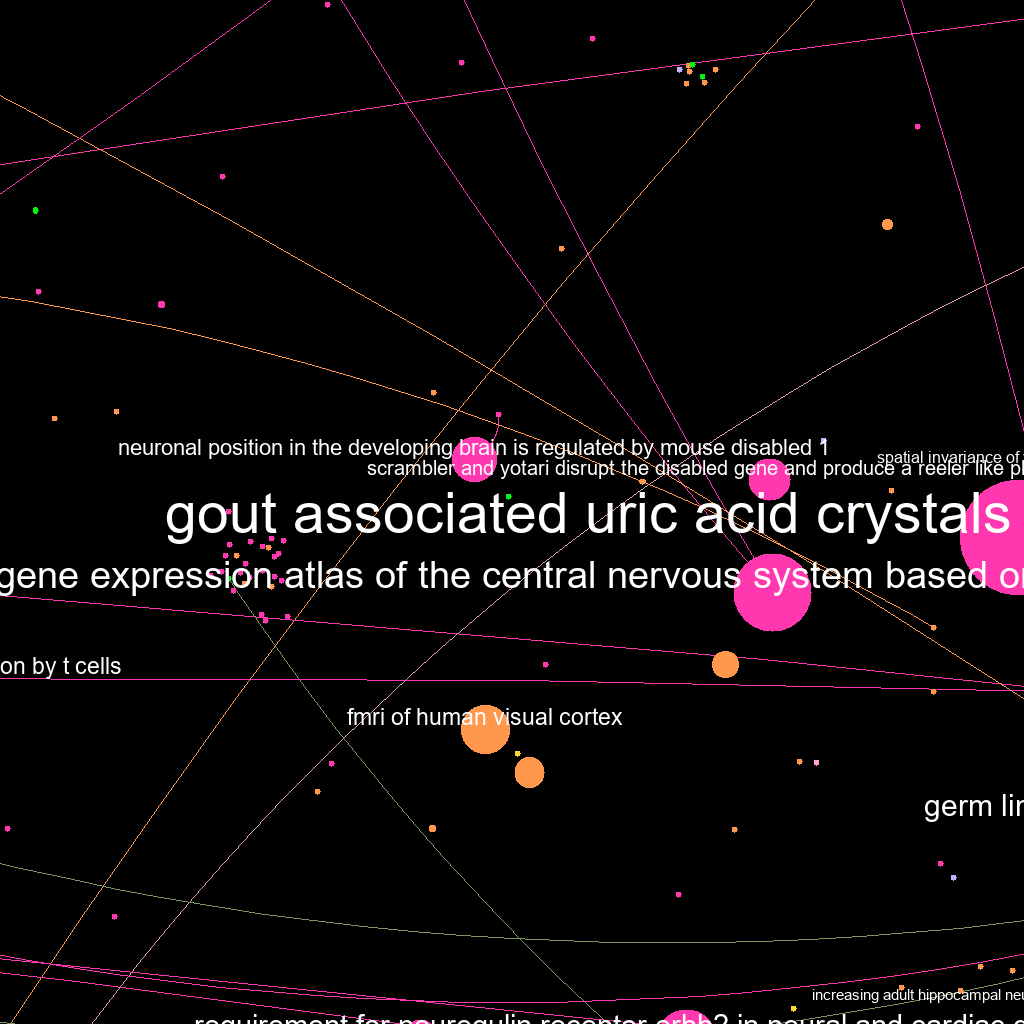 neuronal position in the developing brain is regulated by mouse disabled 1
spatial invariance of
scrambler and yotari disrupt the disabled gene and produce a reeler like
gout associated uric acid crystals
gene expression atlas of the central nervous system based
on by t cells
fmri of human visual cortex
germ
increasing adult hippocampal
requirement for neuregulin receptor erbb2 in neural and cardiac